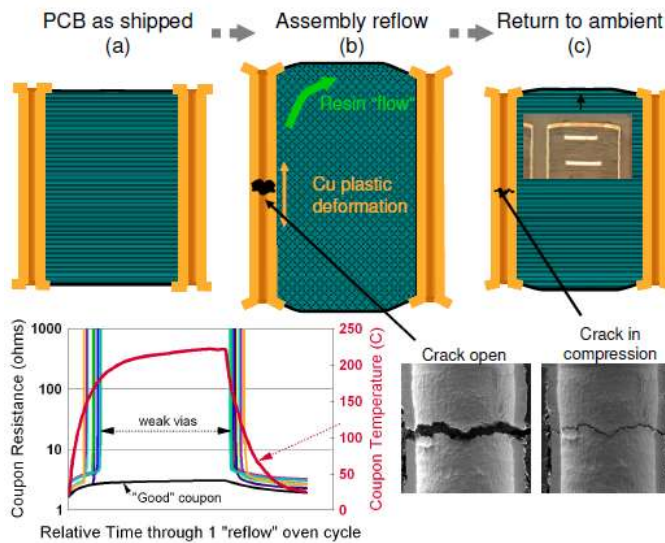 PCB as shipped
(a)
Assembly reflow
(b)
Return to ambient
(c)
Resin "flow"
Cu plastic
deformation
Crack open
Crack in
compression
Coupon Resistance (ohms)
1000
100
10
1
weak vias
"Good" coupon
250
200
150
100
50
0
Coupon Temperature (C)
Relative Time through 1 "reflow" oven cycle